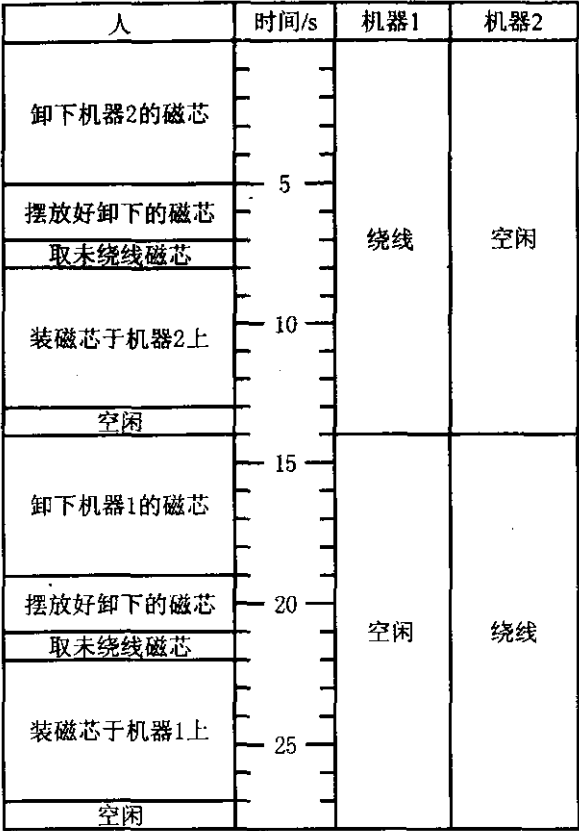 人 时间/s 机器1 机器2
卸下机器2的磁芯
5
摆放好卸下的磁芯
绕线 空闲
取未绕线磁芯
10
装磁芯于机器2上
空闲
15
卸下机器1的磁芯
20
摆放好卸下的磁芯
空闲 绕线
取未绕线磁芯
装磁芯于机器1上
25
空闲